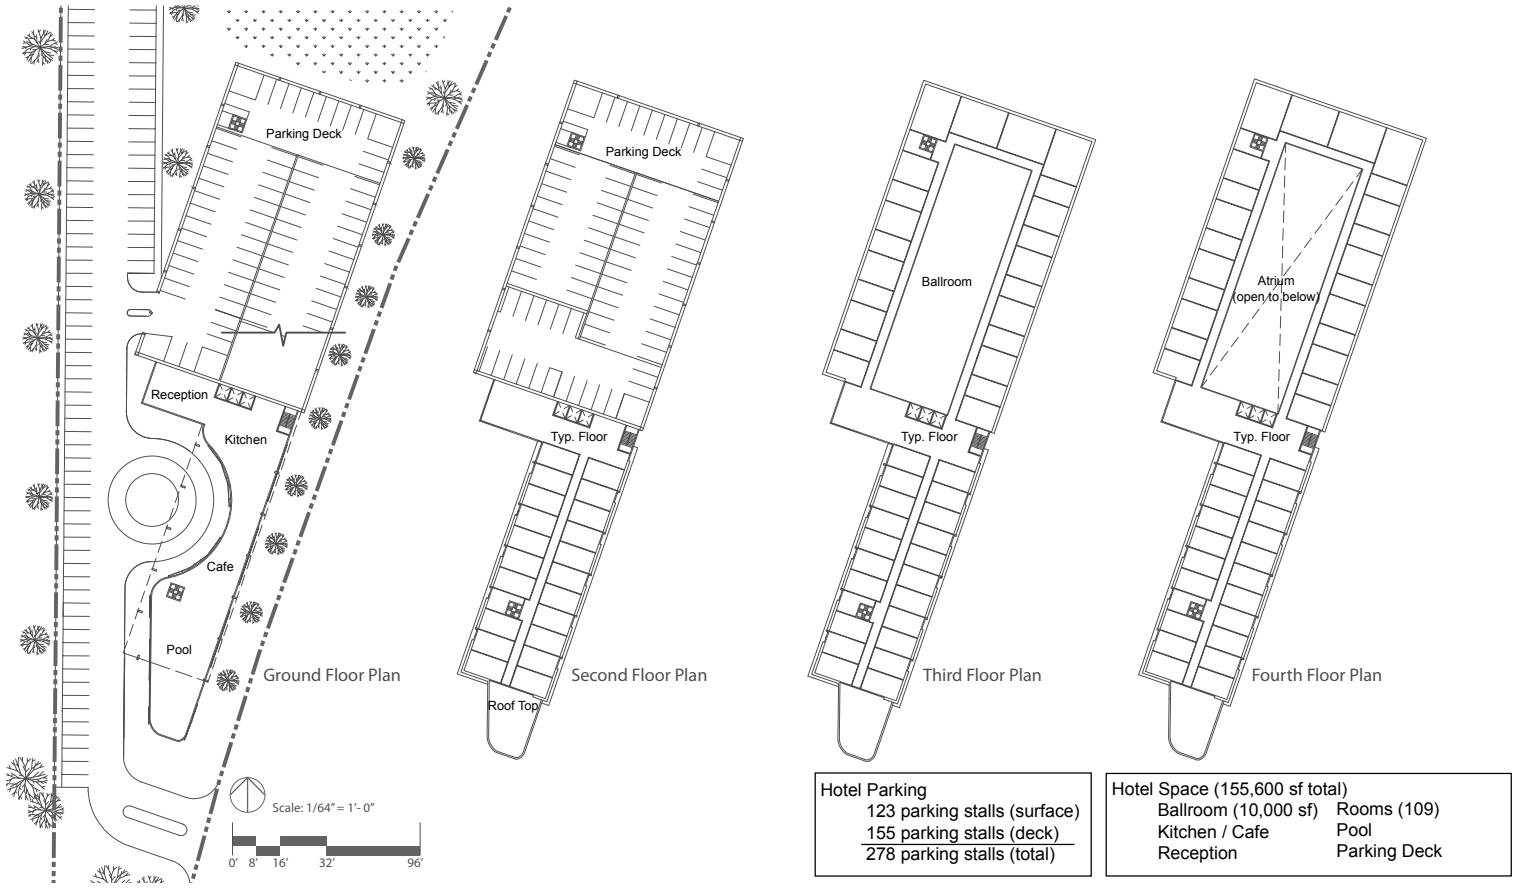 Parking Deck
Reception
Kitchen
Cafe
Pool
Ground Floor Plan
Scale: 1/64" = 1'- 0"
0' 8' 16' 32' 96'
Parking Deck
Typ. Floor
Roof Top
Second Floor Plan
Ballroom
Typ. Floor
Third Floor Plan
Atrium
(open to below)
Typ. Floor
Fourth Floor Plan
Hotel Parking
123 parking stalls (surface)
155 parking stalls (deck)
278 parking stalls (total)
Hotel Space (155,600 sf total)
Ballroom (10,000 sf) Rooms (109)
Kitchen / Cafe Pool
Reception Parking Deck